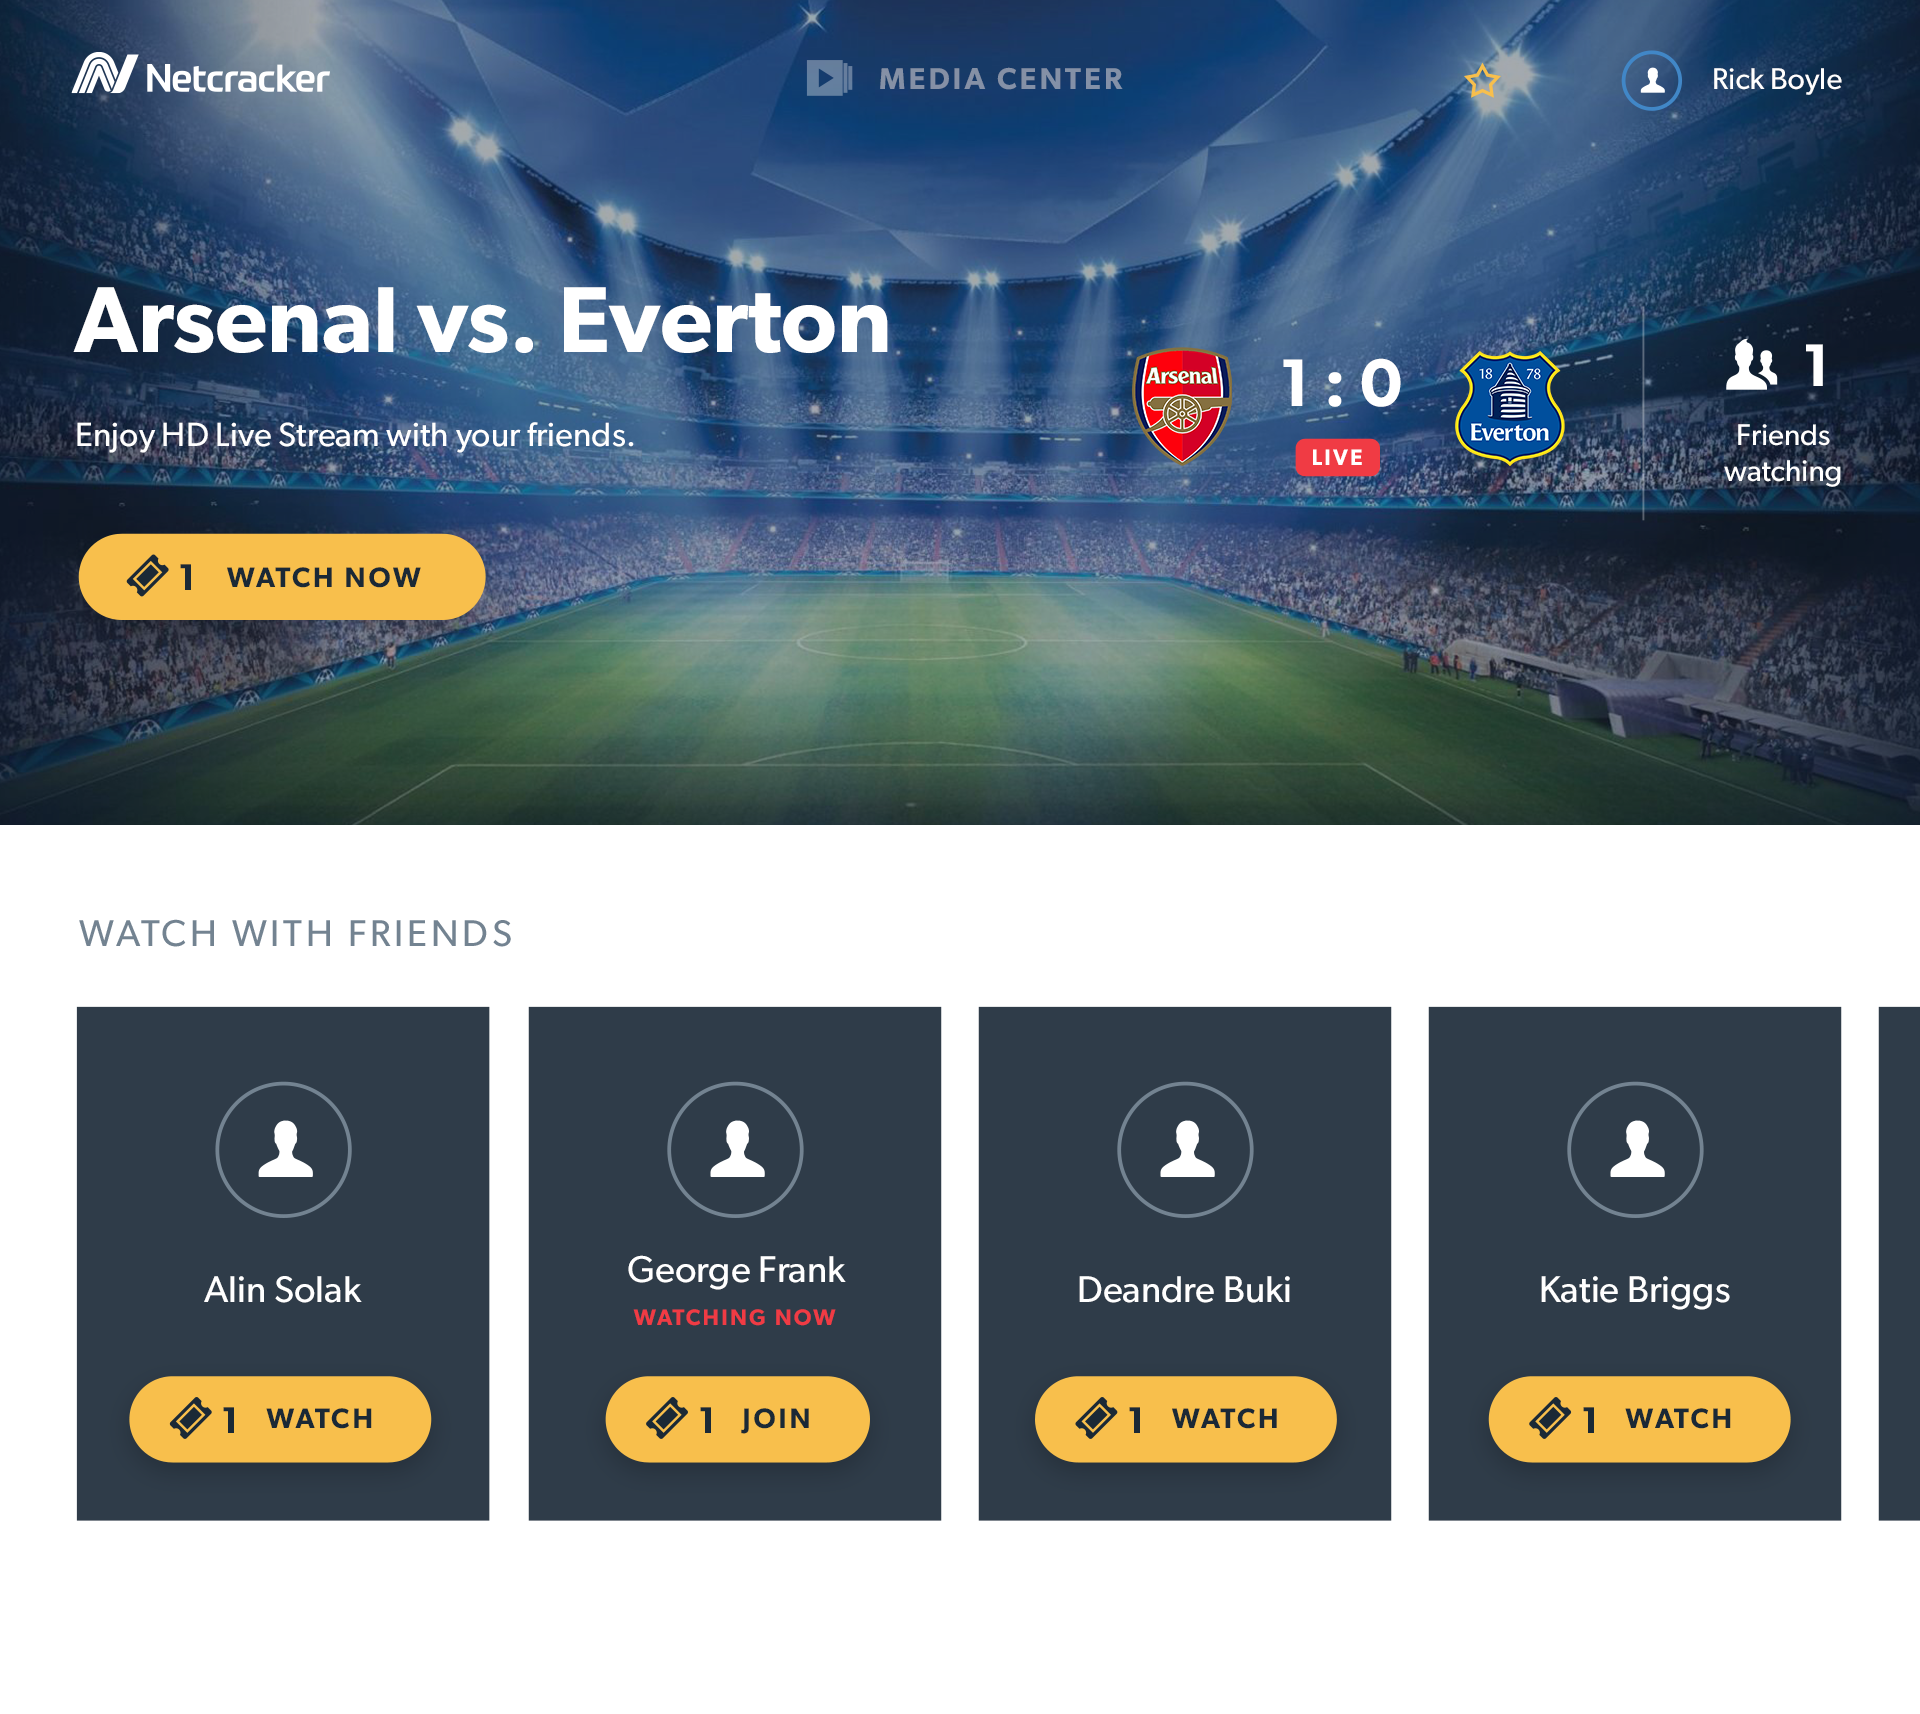 Netcracker
MEDIA CENTER
Rick Boyle
Arsenal vs. Everton
Enjoy HD Live Stream with your friends.
1 WATCH NOW
Arsenal
1 : 0
LIVE
18 78
Everton
1
Friends
watching
WATCH WITH FRIENDS
Alin Solak
1 WATCH
George Frank
WATCHING NOW
1 JOIN
Deandre Buki
1 WATCH
Katie Briggs
1 WATCH